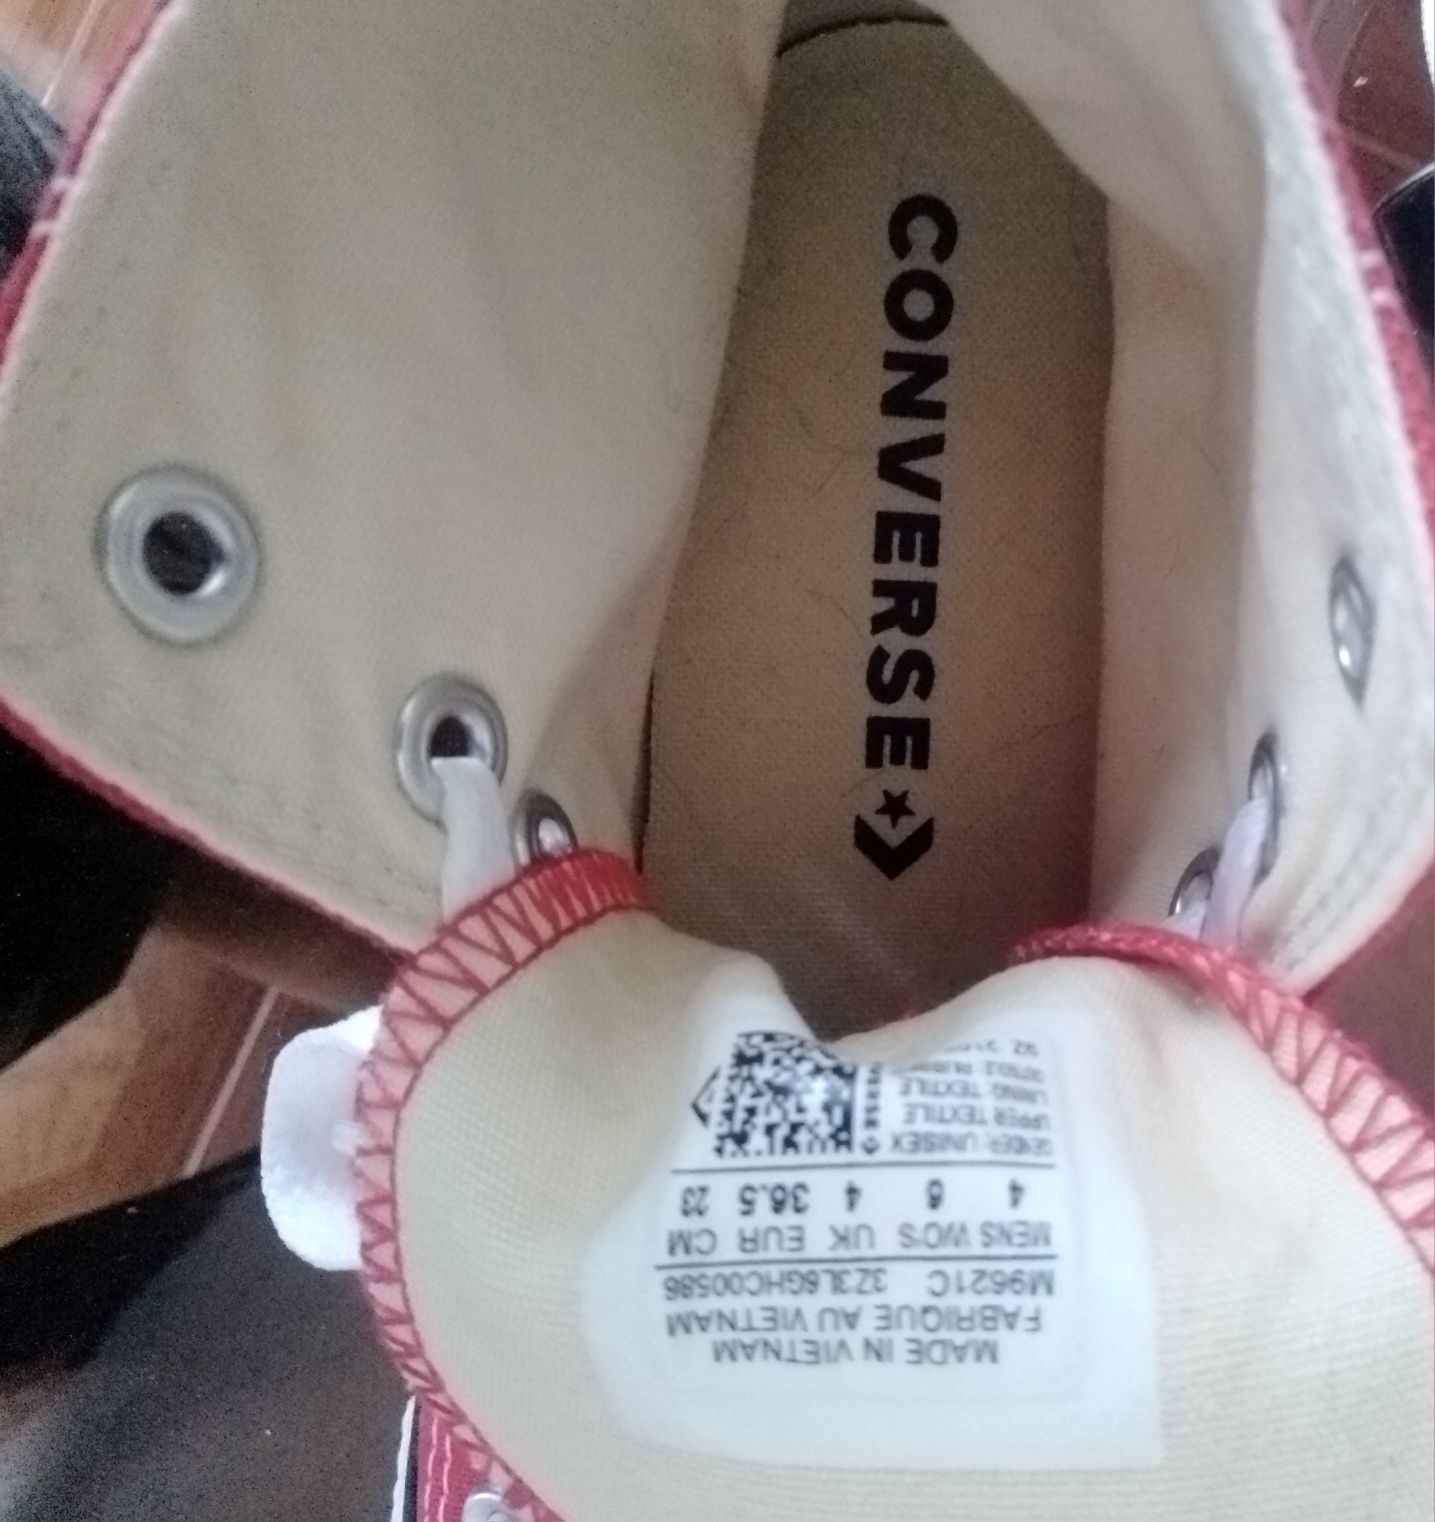 CONVERSE
MADE IN VIETNAM
FABRIQUE AU VIETNAM
M9621C 3Z3L6GHC00586
MENS WO'S UK EUR CM
4 6 4 36.5 23
GENDER: UNISEX
UPPER: TEXTILE
LINING: TEXTILE